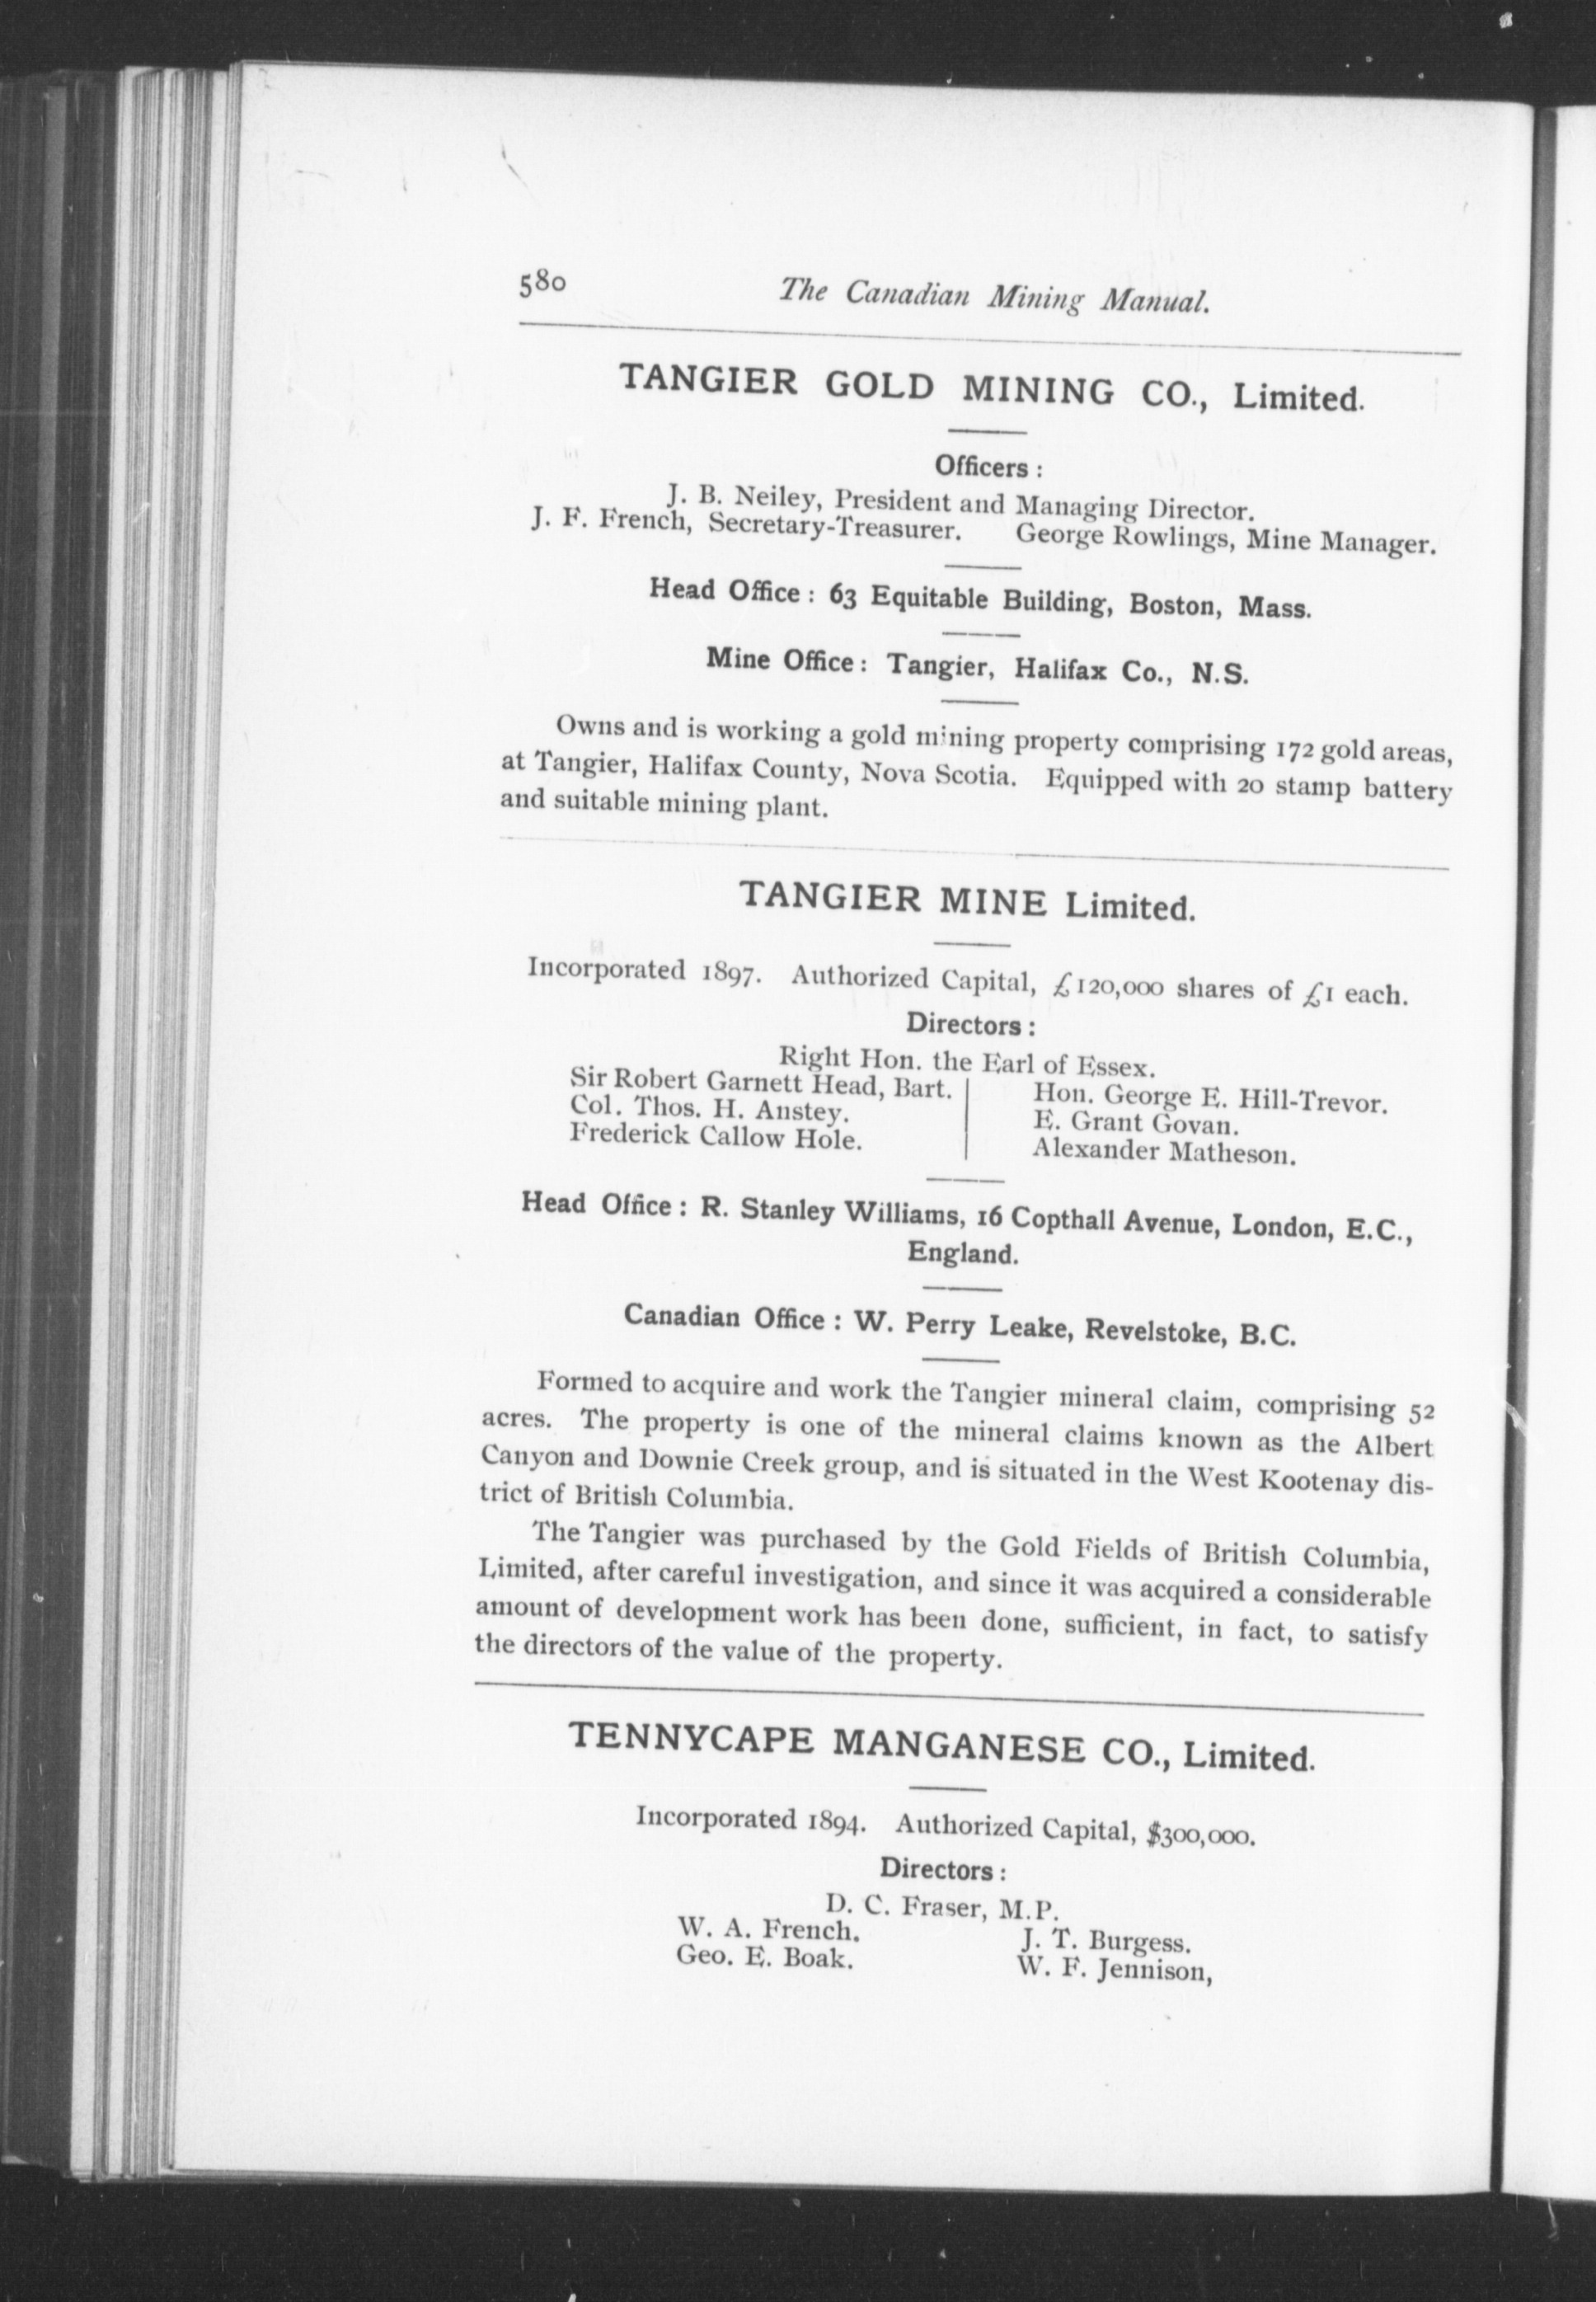 580
The Canadian Mining Manual.
TANGIER GOLD MINING CO., Limited.
Officers :
J. B. Neiley, President and Managing Director.
J. F. French, Secretary-Treasurer. George Rowlings, Mine Manager.
Head Office : 63 Equitable Building, Boston, Mass.
Mine Office : Tangier, Halifax Co., N.S.
Owns and is working a gold mining property comprising 172 gold areas,
at Tangier, Halifax County, Nova Scotia. Equipped with 20 stamp battery
and suitable mining plant.
TANGIER MINE Limited.
Incorporated 1897. Authorized Capital, £120,000 shares of £1 each.
Directors :
Right Hon. the Earl of Essex.
Sir Robert Garnett Head, Bart.
Col. Thos. H. Anstey.
Frederick Callow Hole.
Hon. George E. Hill-Trevor.
E. Grant Govan.
Alexander Matheson.
Head Office : R. Stanley Williams, 16 Copthall Avenue, London, E.C.,
England.
Canadian Office : W. Perry Leake, Revelstoke, B.C.
Formed to acquire and work the Tangier mineral claim, comprising 52
acres. The property is one of the mineral claims known as the Albert
Canyon and Downie Creek group, and is situated in the West Kootenay dis-
trict of British Columbia.
The Tangier was purchased by the Gold Fields of British Columbia,
Limited, after careful investigation, and since it was acquired a considerable
amount of development work has been done, sufficient, in fact, to satisfy
the directors of the value of the property.
TENNYCAPE MANGANESE CO., Limited.
Incorporated 1894. Authorized Capital, $300,000.
Directors :
D. C. Fraser, M.P.
W. A. French.
Geo. E. Boak.
J. T. Burgess.
W. F. Jennison,